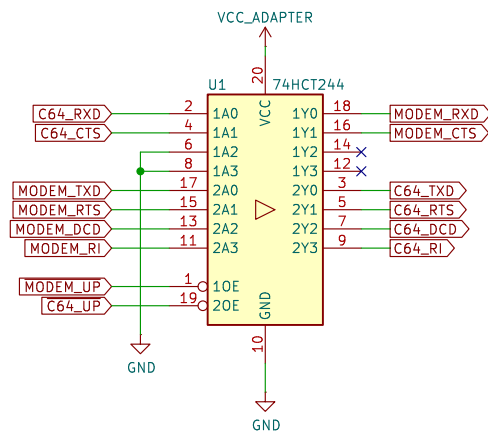 VCC_ADAPTER
U1 74HCT244
20 VCC
C64_RXD 2 1A0 1Y0 18 MODEM_RXD
C64_CTS 4 1A1 1Y1 16 MODEM_CTS
6 1A2 1Y2 14
8 1A3 1Y3 12
MODEM_TXD 17 2A0 2Y0 3 C64_TXD
MODEM_RTS 15 2A1 2Y1 5 C64_RTS
MODEM_DCD 13 2A2 2Y2 7 C64_DCD
MODEM_RI 11 2A3 2Y3 9 C64_RI
MODEM_UP 1 1OE
C64_UP 19 2OE
GND 10
GND
GND